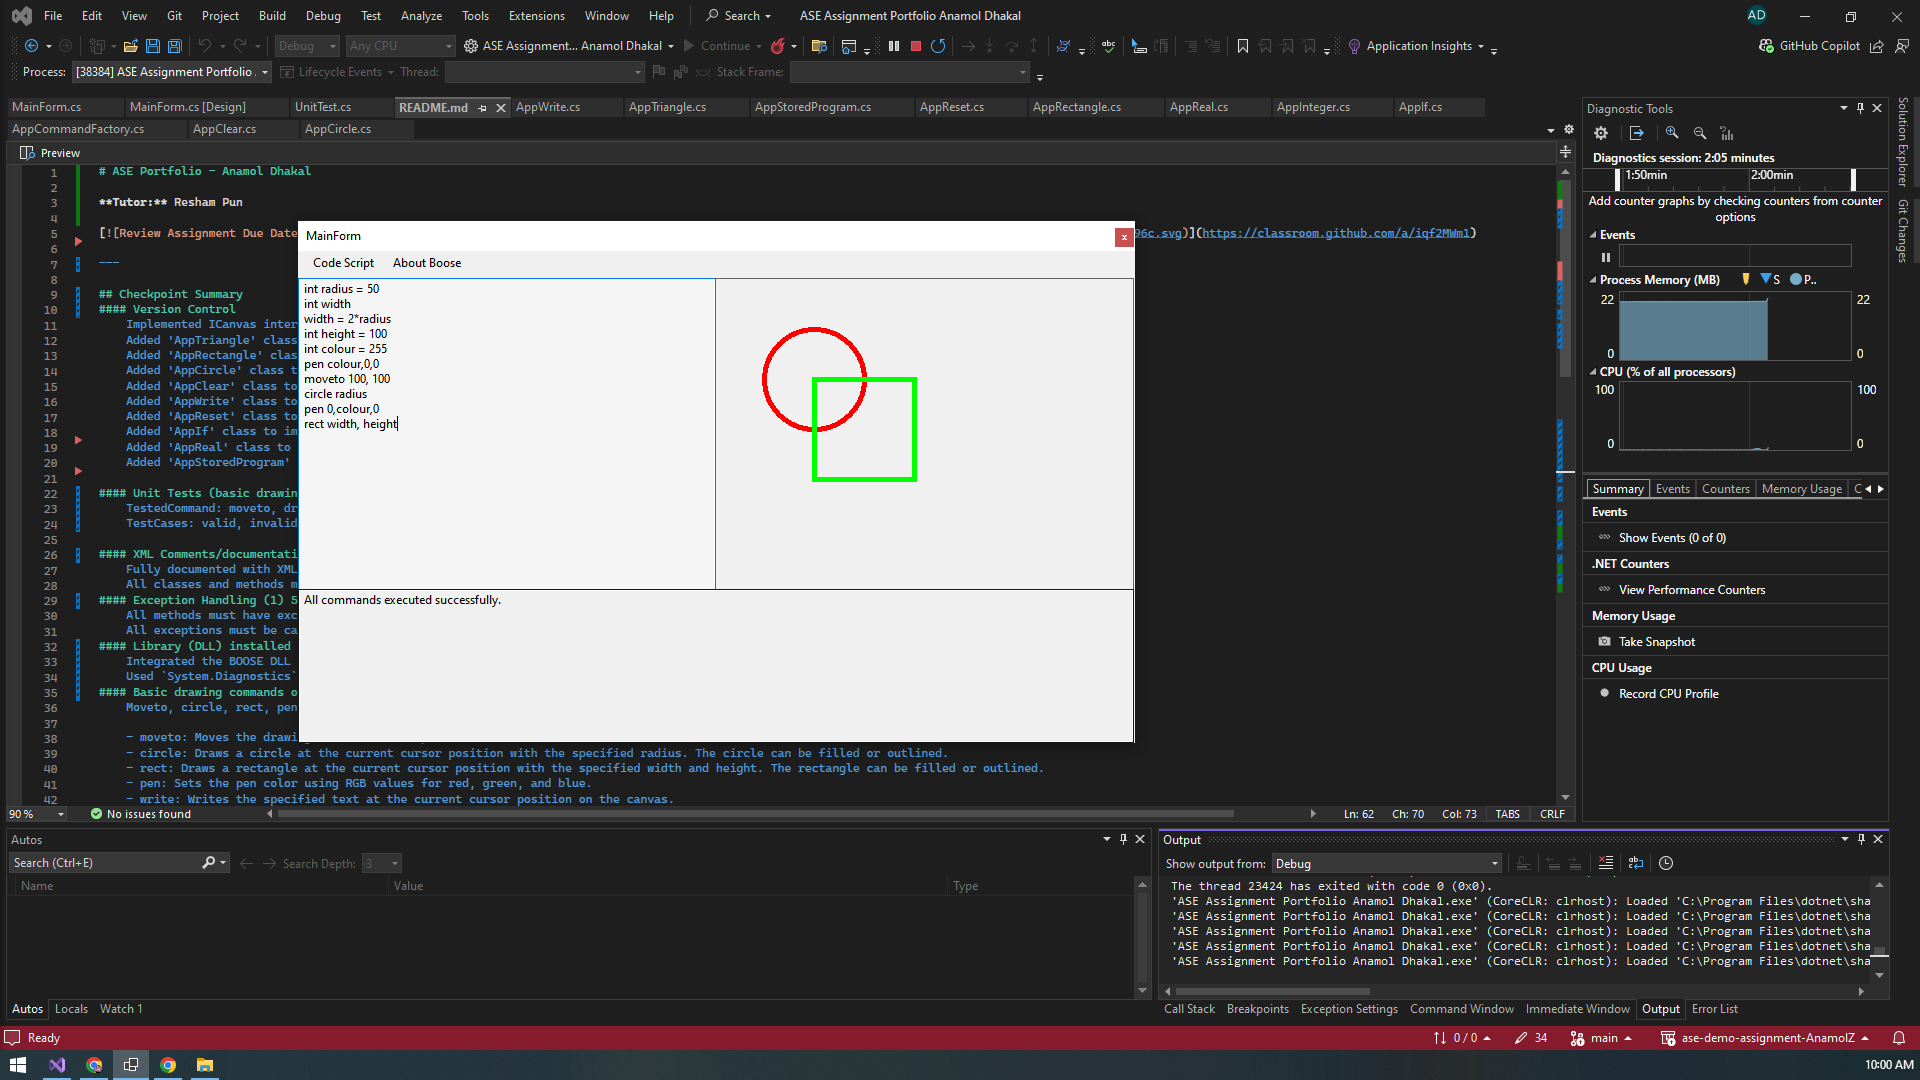 File Edit View Git Project Build Debug Test Analyze Tools Extensions Window Help Search ASE Assignment Portfolio Anamol Dhakal AD
Debug Any CPU ASE Assignment... Anamol Dhakal Continue Application Insights GitHub Copilot
Process: [38384] ASE Assignment Portfolio . Lifecycle Events Thread: Stack Frame:
MainForm.cs MainForm.cs [Design] UnitTest.cs README.md AppWrite.cs AppTriangle.cs AppStoredProgram.cs AppReset.cs AppRectangle.cs AppReal.cs AppInteger.cs AppIf.cs
AppCommandFactory.cs AppClear.cs AppCircle.cs
Preview
1 # ASE Portfolio - Anamol Dhakal
2
3 **Tutor:** Resham Pun
4
5 [![Review Assignment Due Date 96c.svg)](https://classroom.github.com/a/iqf2MWm1)
6
7 ---
8
9 ## Checkpoint Summary
10 #### Version Control
11 Implemented ICanvas inter
12 Added 'AppTriangle' class
13 Added 'AppRectangle' clas
14 Added 'AppCircle' class t
15 Added 'AppClear' class to
16 Added 'AppWrite' class to
17 Added 'AppReset' class to
18 Added 'AppIf' class to im
19 Added 'AppReal' class to
20 Added 'AppStoredProgram'
21
22 #### Unit Tests (basic drawin
23 TestedCommand: moveto, dr
24 TestCases: valid, invalid
25
26 #### XML Comments/documentati
27 Fully documented with XML
28 All classes and methods m
29 #### Exception Handling (1) 5
30 All methods must have exc
31 All exceptions must be ca
32 #### Library (DLL) installed
33 Integrated the BOOSE DLL
34 Used `System.Diagnostics`
35 #### Basic drawing commands o
36 Moveto, circle, rect, pen
37
38 - moveto: Moves the drawi
39 - circle: Draws a circle at the current cursor position with the specified radius. The circle can be filled or outlined.
40 - rect: Draws a rectangle at the current cursor position with the specified width and height. The rectangle can be filled or outlined.
41 - pen: Sets the pen color using RGB values for red, green, and blue.
42 - write: Writes the specified text at the current cursor position on the canvas.
MainForm x
Code Script About Boose
int radius = 50
int width
width = 2*radius
int height = 100
int colour = 255
pen colour,0,0
moveto 100, 100
circle radius
pen 0,colour,0
rect width, height
All commands executed successfully.
90 % No issues found Ln: 62 Ch: 70 Col: 73 TABS CRLF
Diagnostic Tools
Diagnostics session: 2:05 minutes
1:50min 2:00min
Add counter graphs by checking counters from counter
options
Events
Process Memory (MB) S P..
22 22
0 0
CPU (% of all processors)
100 100
0 0
Summary Events Counters Memory Usage C
Events
Show Events (0 of 0)
.NET Counters
View Performance Counters
Memory Usage
Take Snapshot
CPU Usage
Record CPU Profile
Solution Explorer
Git Changes
Autos
Search (Ctrl+E) Search Depth: 3
Name Value Type
Autos Locals Watch 1
Output
Show output from: Debug
The thread 23424 has exited with code 0 (0x0).
'ASE Assignment Portfolio Anamol Dhakal.exe' (CoreCLR: clrhost): Loaded 'C:\Program Files\dotnet\sha
'ASE Assignment Portfolio Anamol Dhakal.exe' (CoreCLR: clrhost): Loaded 'C:\Program Files\dotnet\sha
'ASE Assignment Portfolio Anamol Dhakal.exe' (CoreCLR: clrhost): Loaded 'C:\Program Files\dotnet\sha
'ASE Assignment Portfolio Anamol Dhakal.exe' (CoreCLR: clrhost): Loaded 'C:\Program Files\dotnet\sha
'ASE Assignment Portfolio Anamol Dhakal.exe' (CoreCLR: clrhost): Loaded 'C:\Program Files\dotnet\sha
Call Stack Breakpoints Exception Settings Command Window Immediate Window Output Error List
Ready 0 / 0 34 main ase-demo-assignment-AnamolZ
10:00 AM